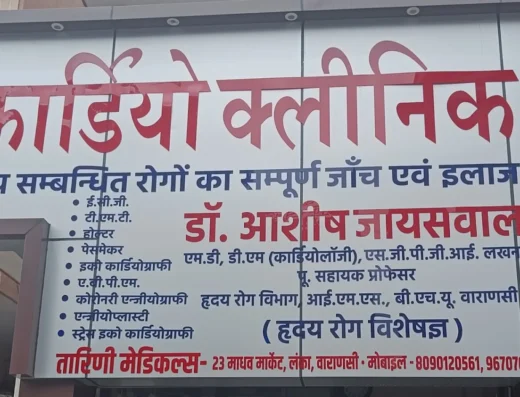 कार्डियो क्लीनिक
सम्बन्धित रोगों का सम्पूर्ण जाँच एवं इलाज
• ई.सी.जी.
• टी.एम.टी.
• होल्टर
• पेसमेकर
• इको कार्डियोग्राफी
• ए.बी.पी.एम.
• कोरोनरी एन्जीयोग्राफी
• एन्जीयोप्लास्टी
• स्ट्रेस इको कार्डियोग्राफी
डॉ. आशीष जायसवाल
एम.डी, डी.एम (कार्डियोलॉजी), एस.जी.पी.जी.आई. लखन
पू. सहायक प्रोफेसर
हृदय रोग विभाग, आई.एम.एस., बी.एच.यू. वाराणसी
( हृदय रोग विशेषज्ञ )
तारिणी मेडिकल्स- 23 माधव मार्केट, लंका, वाराणसी • मोबाइल - 8090120561, 96707